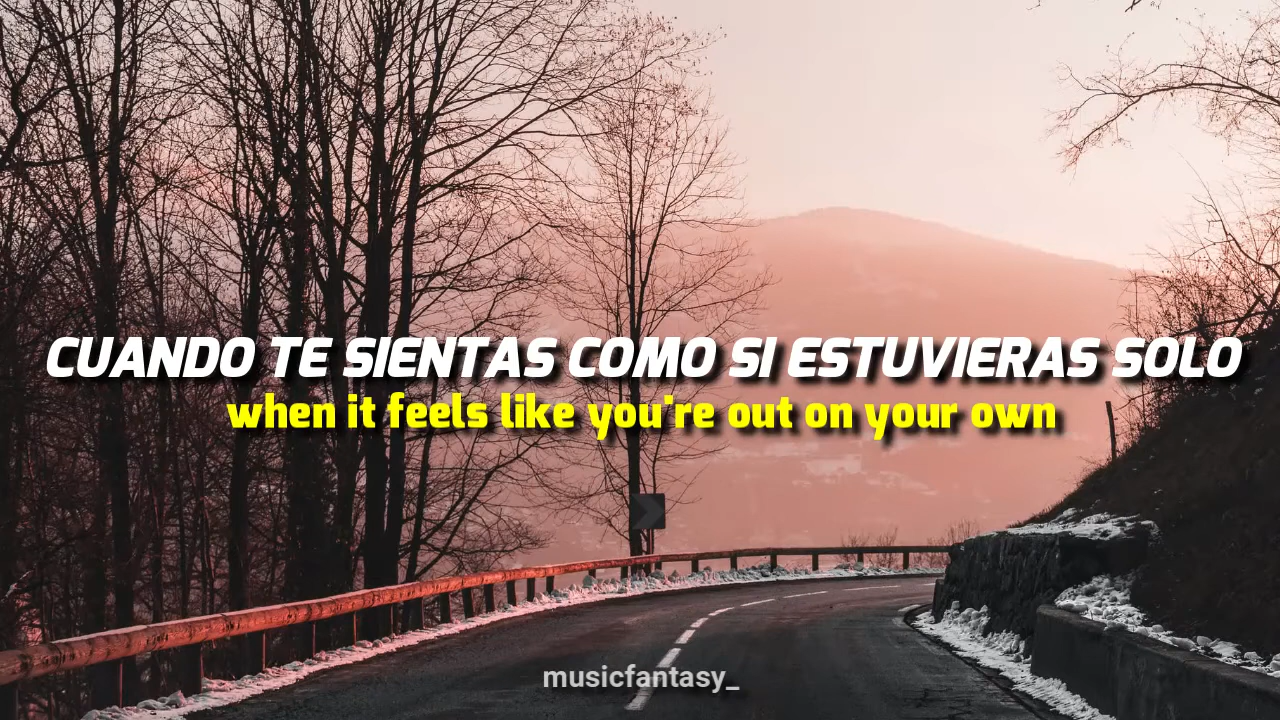 CUANDO TE SIENTAS COMO SI ESTUVIERAS SOLO
when it feels like you're out on your own
musicfantasy_